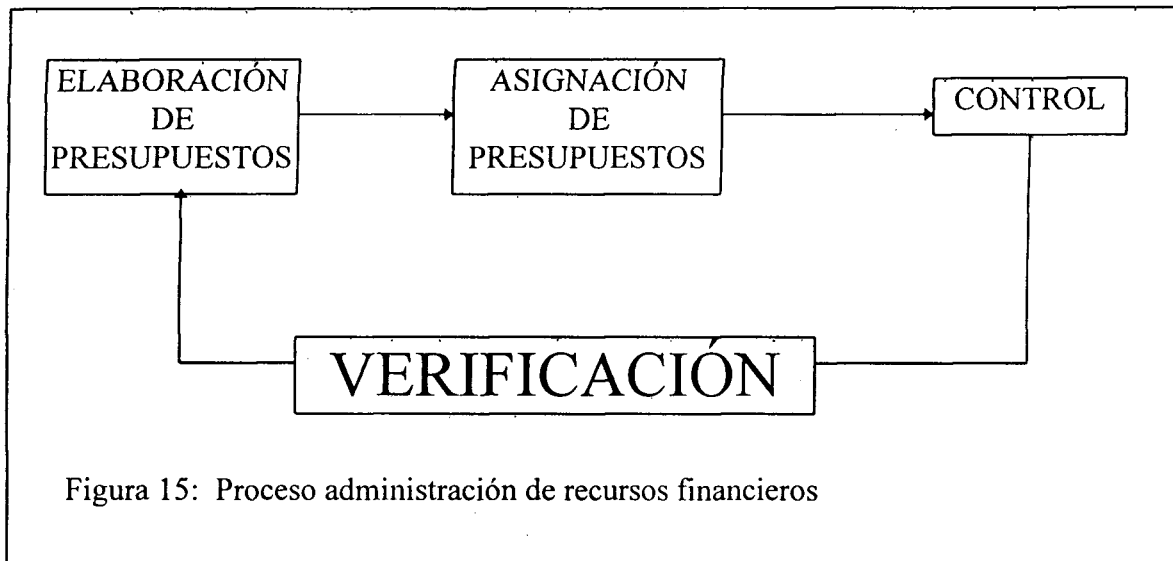 ELABORACIÓN
DE
PRESUPUESTOS
ASIGNACIÓN
DE
PRESUPUESTOS
CONTROL
VERIFICACIÓN
Figura 15: Proceso administración de recursos financieros